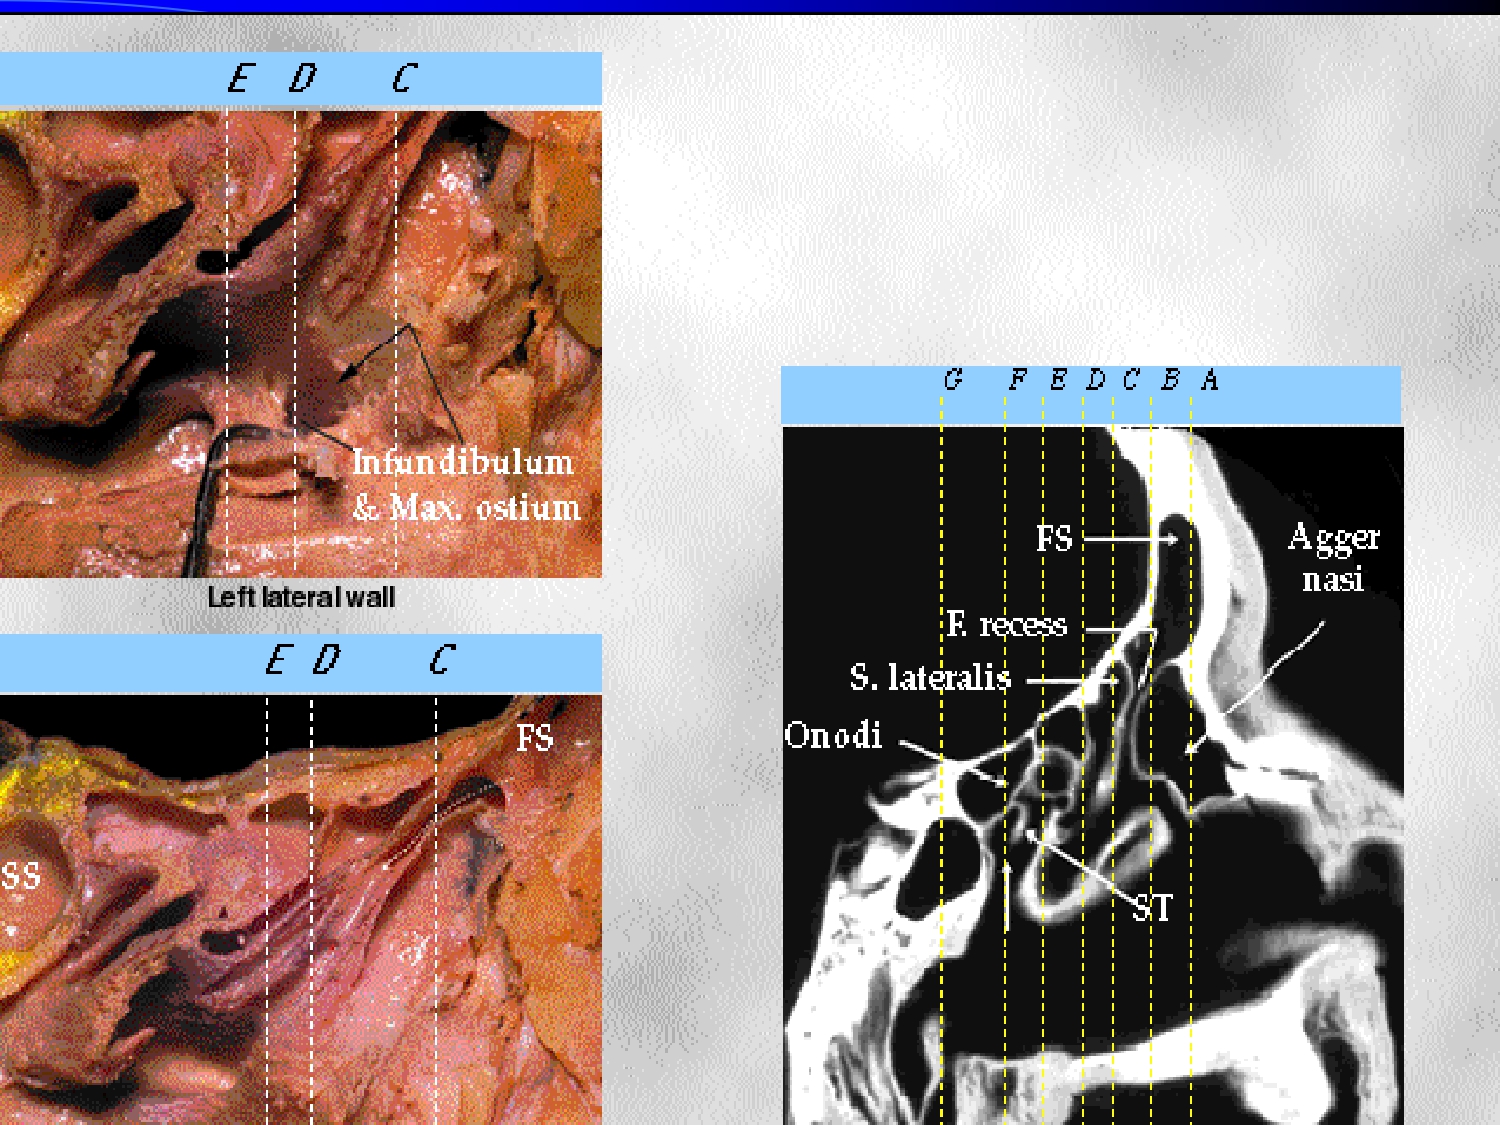 E D C
Infundibulum
& Max. ostium
Left lateral wall
E D C
FS
SS
G F E D C B A
FS
Agger
nasi
F. recess
S. lateralis
Onodi
ST